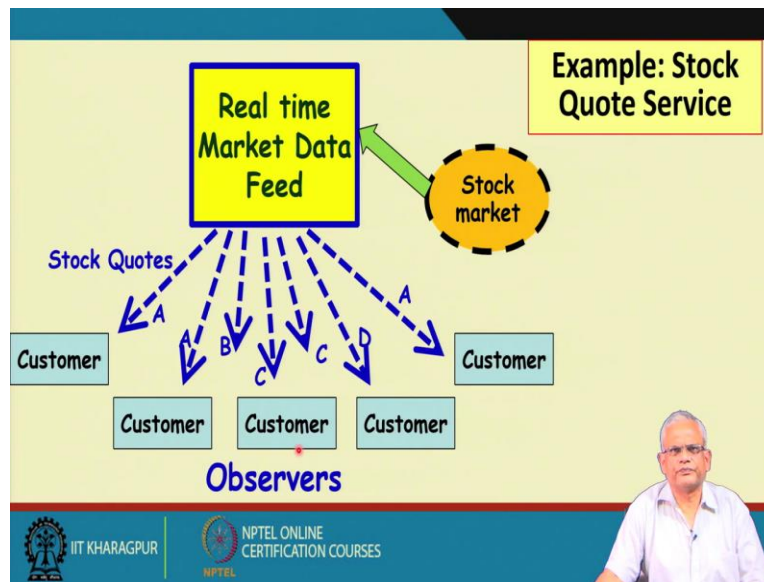 Example: Stock
Quote Service
Real time
Market Data
Feed
Stock
market
Stock Quotes
A
A
B
C
C
D
A
Customer
Customer
Customer
Customer
Customer
Observers
IIT KHARAGPUR
NPTEL
NPTEL ONLINE
CERTIFICATION COURSES